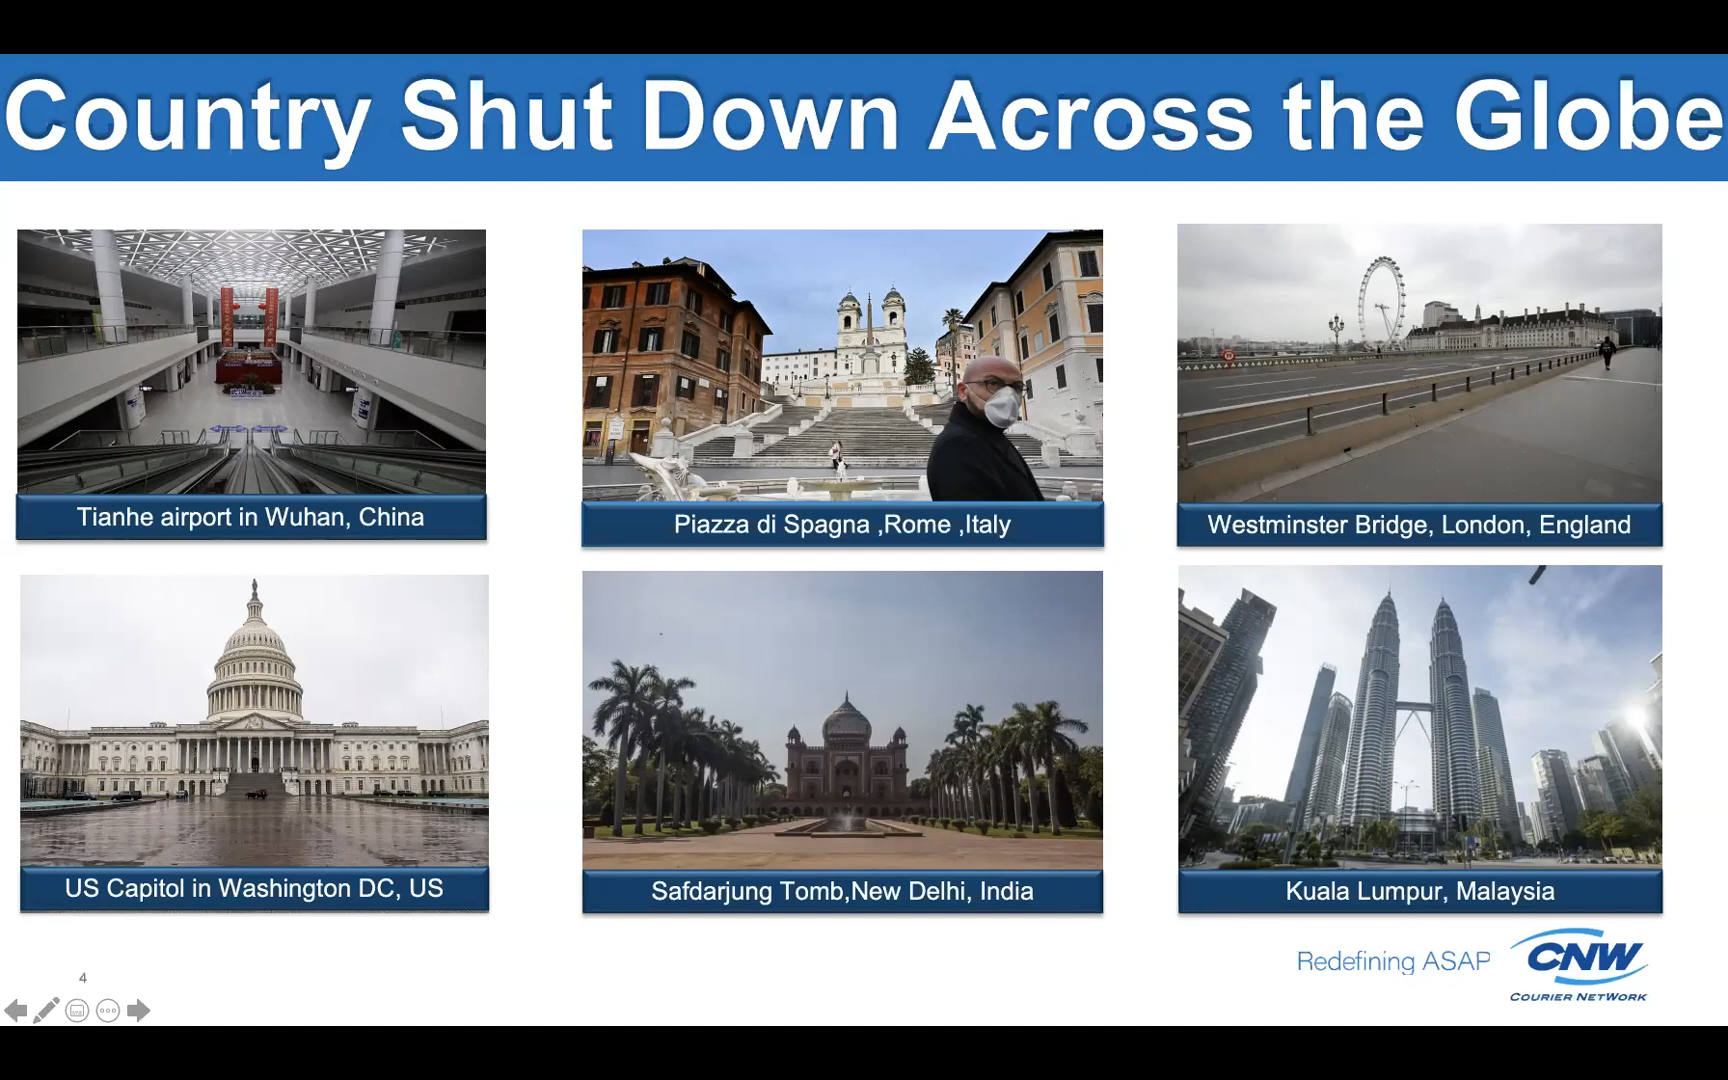 Country Shut Down Across the Globe
Tianhe airport in Wuhan, China
Piazza di Spagna ,Rome ,Italy
Westminster Bridge, London, England
US Capitol in Washington DC, US
Safdarjung Tomb,New Delhi, India
Kuala Lumpur, Malaysia
Redefining ASAP
CNW
COURIER NETWORK
4